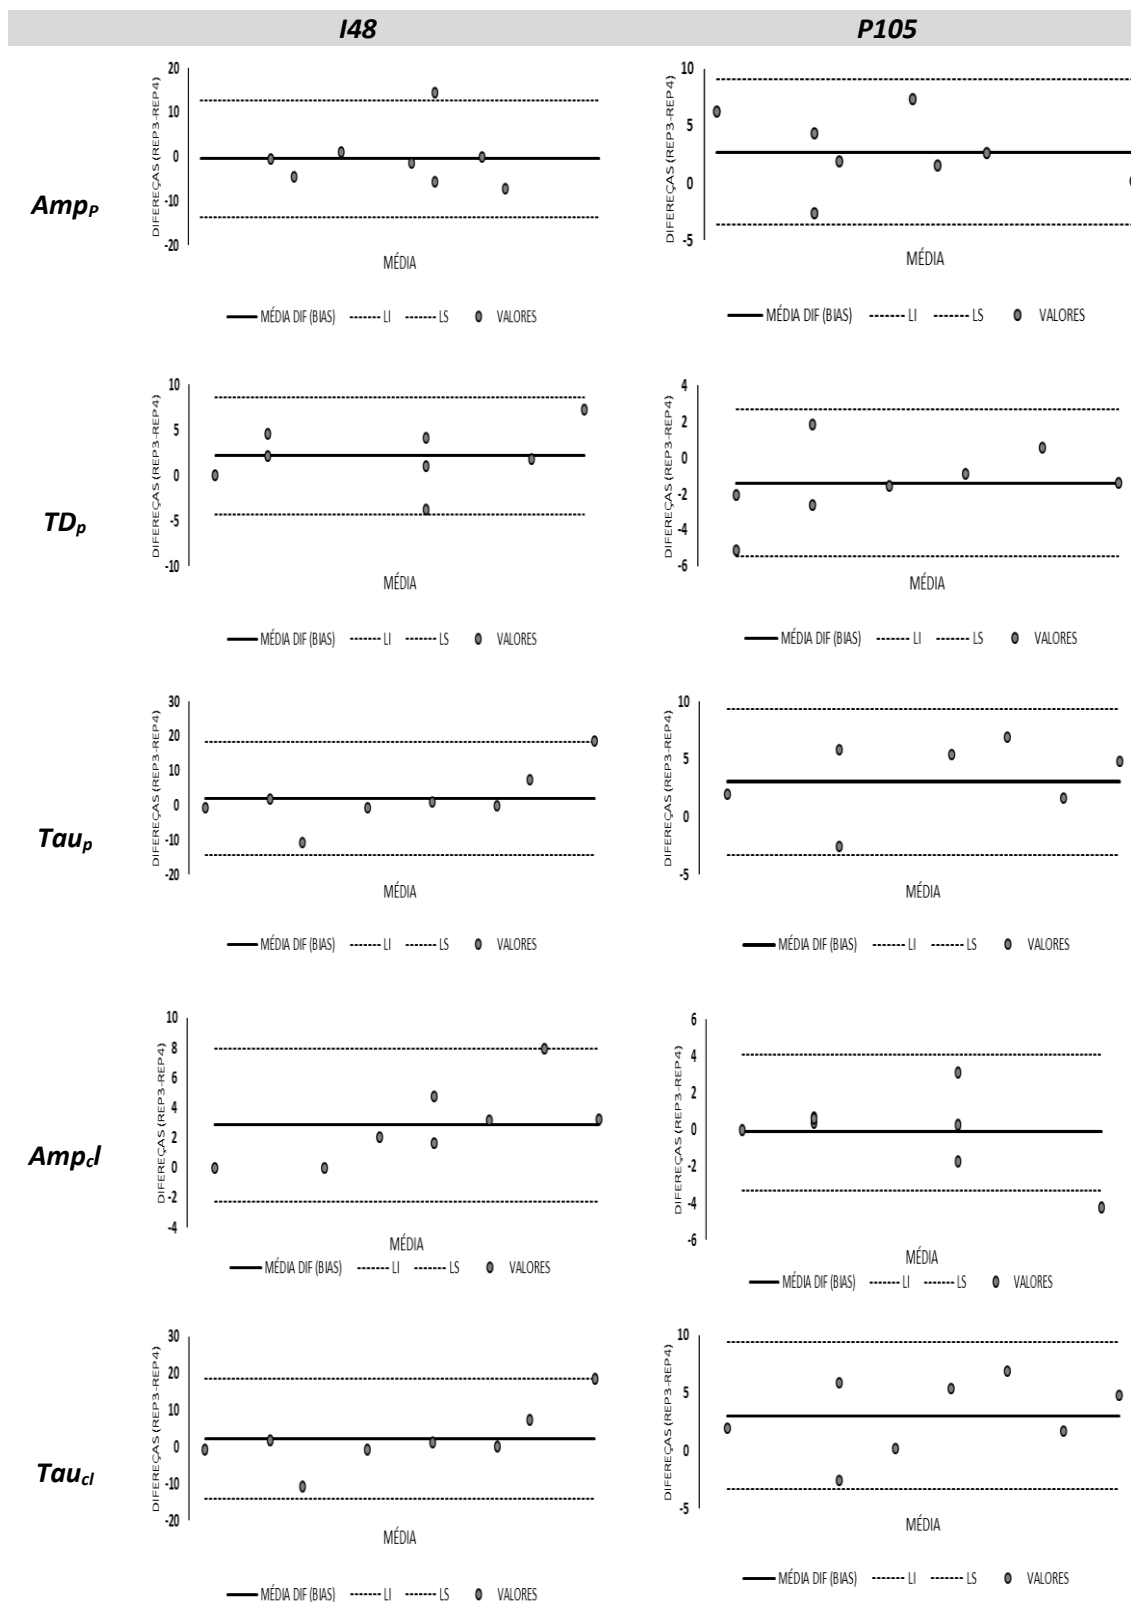 I48 P105
Amp_P
DIFEREÇAS (REP3-REP4)
20
10
0
-10
-20
MÉDIA
MÉDIA DIF (BIAS) LI LS VALORES
DIFEREÇAS (REP3-REP4)
10
5
0
-5
MÉDIA
MÉDIA DIF (BIAS) LI LS VALORES
TD_p
DIFEREÇAS (REP3-REP4)
10
5
0
-5
-10
MÉDIA
MÉDIA DIF (BIAS) LI LS VALORES
DIFEREÇAS (REP3-REP4)
4
2
0
-2
-4
-6
MÉDIA
MÉDIA DIF (BIAS) LI LS VALORES
Tau_p
DIFEREÇAS (REP3-REP4)
30
20
10
0
-10
-20
MÉDIA
MÉDIA DIF (BIAS) LI LS VALORES
DIFEREÇAS (REP3-REP4)
10
5
0
-5
MÉDIA
MÉDIA DIF (BIAS) LI LS VALORES
Amp_cl
DIFEREÇAS (REP3-REP4)
10
8
6
4
2
0
-2
-4
MÉDIA
MÉDIA DIF (BIAS) LI LS VALORES
DIFEREÇAS (REP3-REP4)
6
4
2
0
-2
-4
-6
MÉDIA
MÉDIA DIF (BIAS) LI LS VALORES
Tau_cl
DIFEREÇAS (REP3-REP4)
30
20
10
0
-10
-20
MÉDIA
MÉDIA DIF (BIAS) LI LS VALORES
DIFEREÇAS (REP3-REP4)
10
5
0
-5
MÉDIA
MÉDIA DIF (BIAS) LI LS VALORES